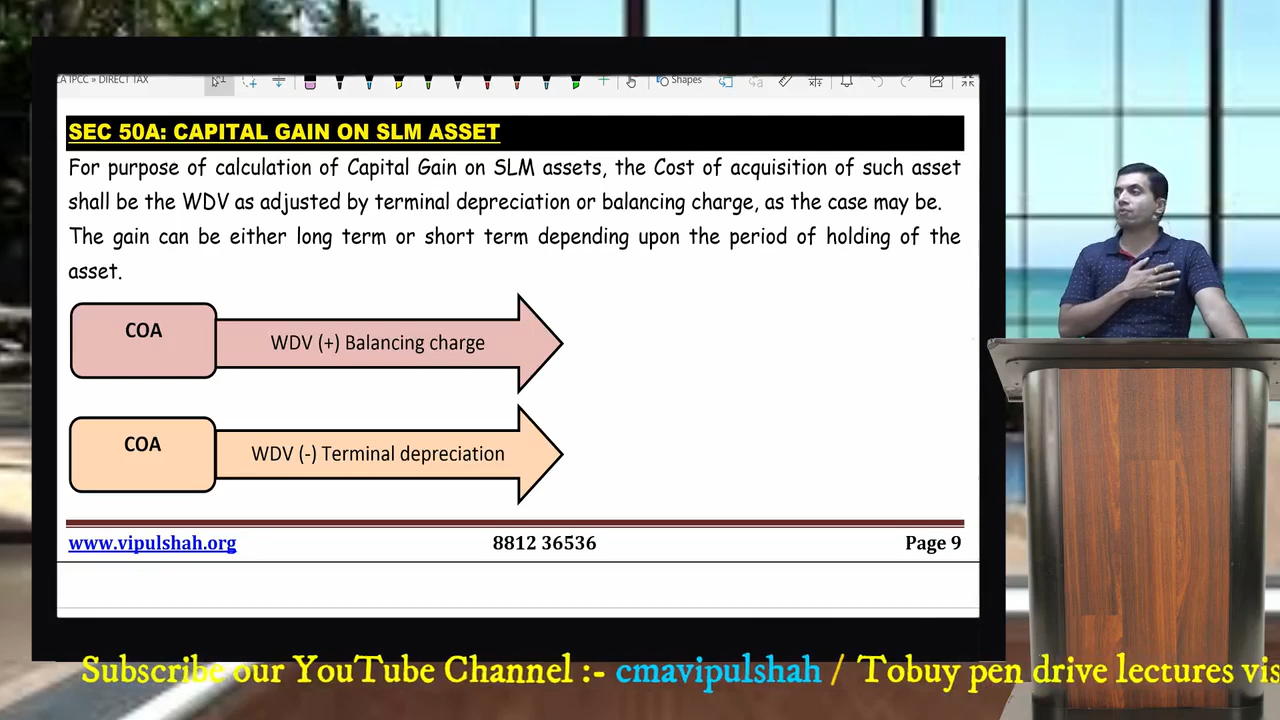 CA IPCC » DIRECT TAX
Shapes
SEC 50A: CAPITAL GAIN ON SLM ASSET
For purpose of calculation of Capital Gain on SLM assets, the Cost of acquisition of such asset
shall be the WDV as adjusted by terminal depreciation or balancing charge, as the case may be.
The gain can be either long term or short term depending upon the period of holding of the
asset.
COA
WDV (+) Balancing charge
COA
WDV (-) Terminal depreciation
www.vipulshah.org 8812 36536 Page 9
Subscribe our YouTube Channel :- cmavipulshah / Tobuy pen drive lectures vis